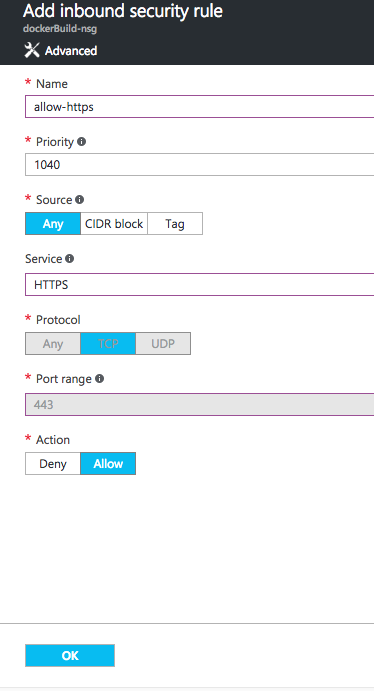 Add inbound security rule
dockerBuild-nsg
Advanced
* Name
allow-https
* Priority
1040
* Source
Any CIDR block Tag
Service
HTTPS
* Protocol
Any TCP UDP
* Port range
443
* Action
Deny Allow
OK